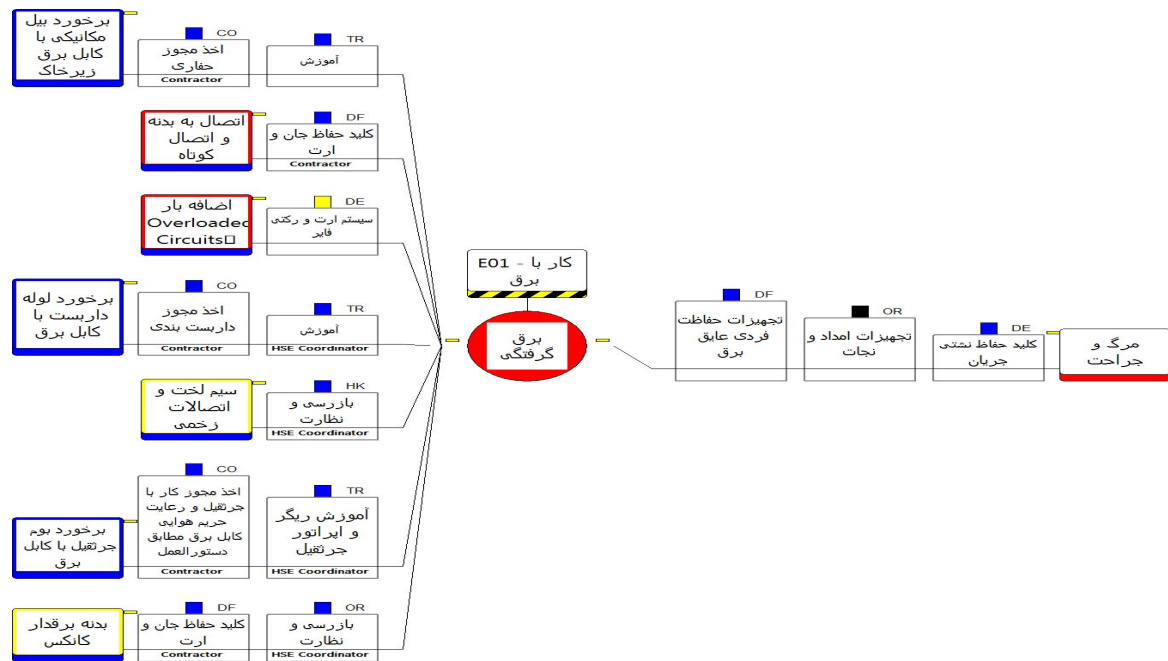 برخورد بیل
مکانیکی با
کابل برق
زیرخاک
CO
اخذ مجوز
حفاری
Contractor
TR
آموزش
اتصال به بدنه
و اتصال
کوتاه
DF
کلید حفاظ جان و
ارت
Contractor
اضافه بار
Overloaded
Circuits
DE
سیستم ارت و رکتی
فایر
برخورد لوله
داربست با
کابل برق
CO
اخذ مجوز
داربست بندی
Contractor
TR
آموزش
HSE Coordinator
سیم لخت و
اتصالات
زخمی
HK
بازرسی و
نظارت
HSE Coordinator
برخورد بوم
جرثقیل با کابل
برق
CO
اخذ مجوز کار با
جرثقیل و رعایت
حریم هوایی
کابل برق مطابق
دستورالعمل
Contractor
TR
آموزش ریگر
و اپراتور
جرثقیل
HSE Coordinator
بدنه برقدار
کانکس
DF
کلید حفاظ جان و
ارت
Contractor
OR
بازرسی و
نظارت
HSE Coordinator
E01 - کار با
برق
برق
گرفتگی
DF
تجهیزات حفاظت
فردی عایق
برق
OR
تجهیزات امداد و
نجات
DE
کلید حفاظ نشتی
جریان
مرگ و
جراحت